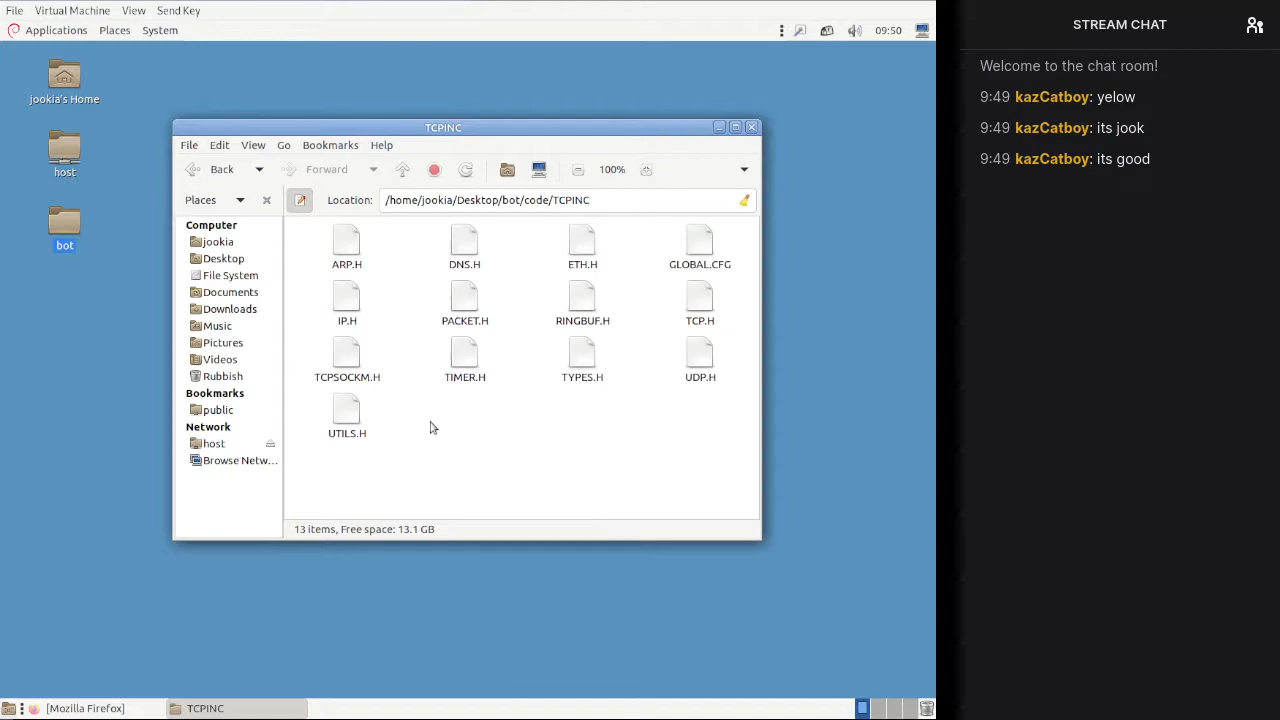 File Virtual Machine View Send Key
Applications Places System 09:50
jookia's Home
host
bot
TCPINC
File Edit View Go Bookmarks Help
Back Forward 100%
Places Location: /home/jookia/Desktop/bot/code/TCPINC
Computer
jookia
Desktop
File System
Documents
Downloads
Music
Pictures
Videos
Rubbish
Bookmarks
public
Network
host
Browse Netw...
ARP.H DNS.H ETH.H GLOBAL.CFG
IP.H PACKET.H RINGBUF.H TCP.H
TCPSOCKM.H TIMER.H TYPES.H UDP.H
UTILS.H
13 items, Free space: 13.1 GB
[Mozilla Firefox] TCPINC
STREAM CHAT
Welcome to the chat room!
9:49 kazCatboy: yelow
9:49 kazCatboy: its jook
9:49 kazCatboy: its good